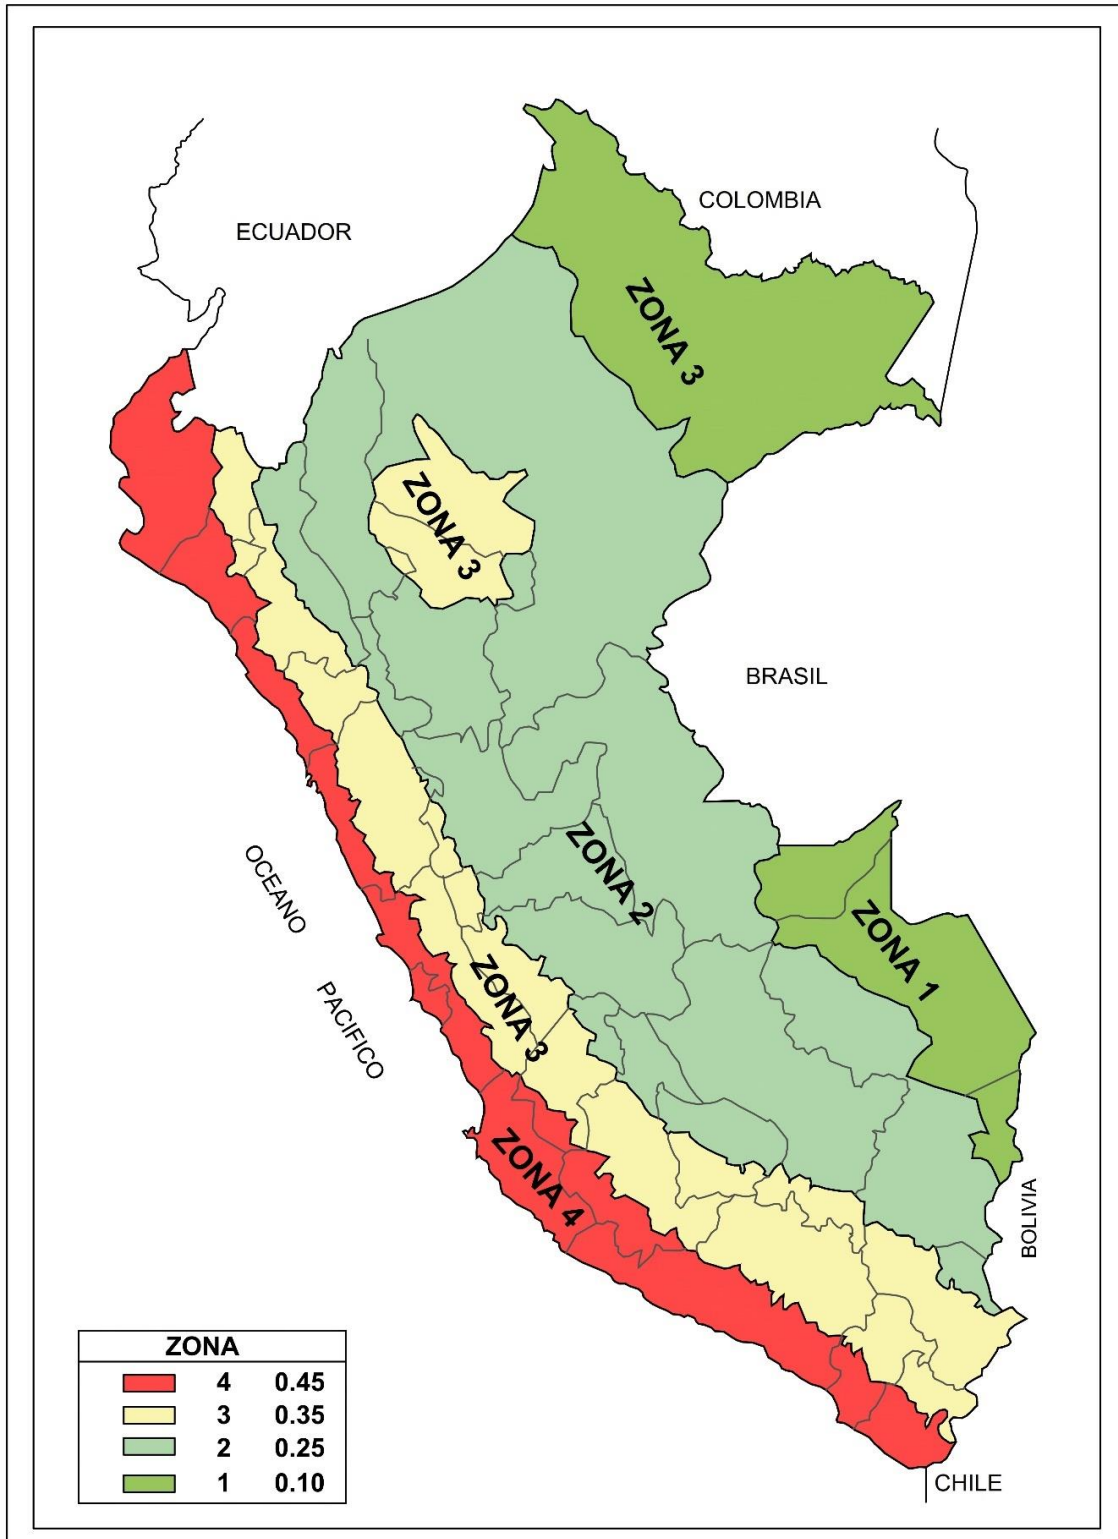 COLOMBIA
ECUADOR
ZONA 3
ZONA 3
BRASIL
ZONA 2
OCEANO
PACIFICO
ZONA 1
ZONA 3
ZONA 4
BOLIVIA
ZONA
4 0.45
3 0.35
2 0.25
1 0.10
CHILE